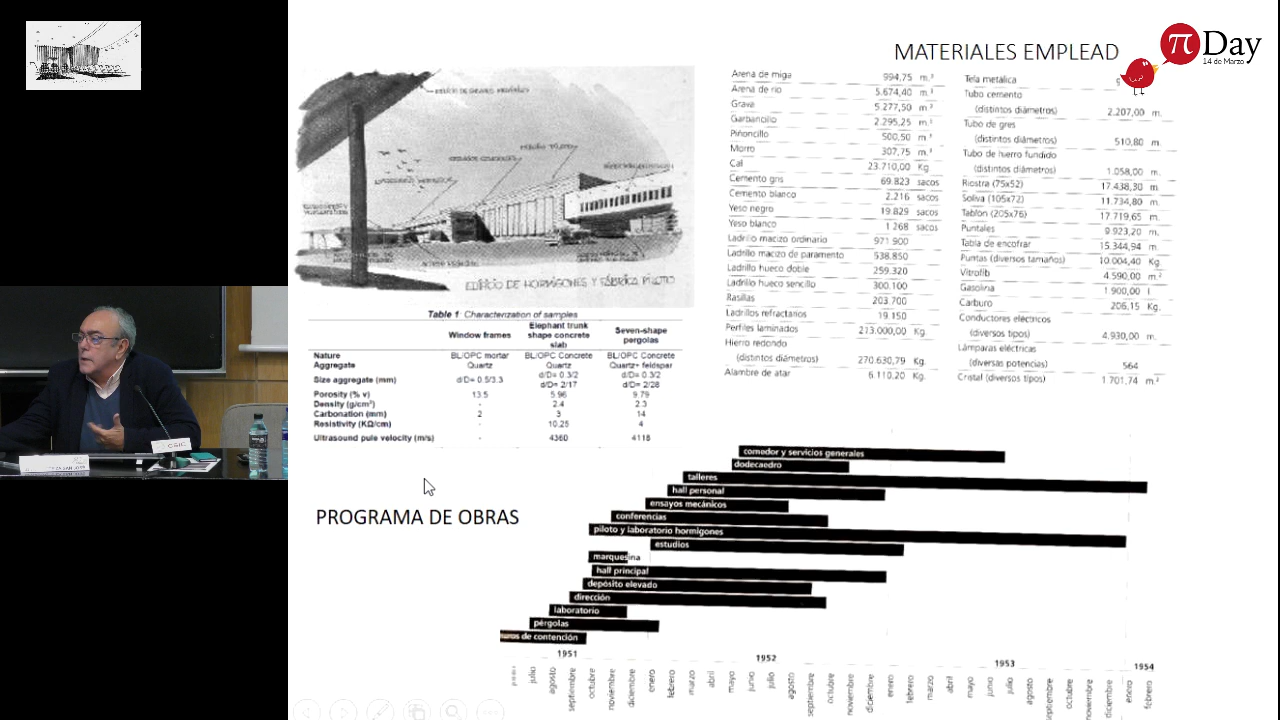 MATERIALES EMPLEAD
π Day
14 de Marzo
EDIFICIO DE HORMIGONES Y FÁBRICA PILOTO
Arena de miga 994,75 m.³
Arena de río 5.674,40 m.³
Grava 5.277,50 m.³
Garbancillo 2.295,25 m.³
Piñoncillo 500,50 m.³
Morro 307,75 m.³
Cal 23.710,00 Kg
Cemento gris 69.823 sacos
Cemento blanco 2.216 sacos
Yeso negro 19.829 sacos
Yeso blanco 1.268 sacos
Ladrillo macizo ordinario 971.900
Ladrillo macizo de paramento 538.850
Ladrillo hueco doble 259.320
Ladrillo hueco sencillo 300.100
Rasillas 203.700
Ladrillos refractarios 19.150
Perfiles laminados 213.000,00 Kg
Hierro redondo
(distintos diámetros) 270.630,79 Kg.
Alambre de atar 6.110,20 Kg.
Tela metálica
Tubo cemento
(distintos diámetros) 2.207,00 m.
Tubo de gres
(distintos diámetros) 510,80 m.
Tubo de hierro fundido
(distintos diámetros) 1.058,00 m.
Riostra (75x52) 17.438,30 m.
Soliva (105x72) 11.734,80 m.
Tablón (205x76) 17.719,65 m.
Puntales 9.923,20 m.
Tabla de encofrar 15.344,94 m.
Puntas (diversos tamaños) 10.004,40 Kg
Vitrofib 4.590,00 m.²
Gasolina 1.900,00 l
Carburo 206,15 Kg.
Conductores eléctricos
(diversos tipos) 4.930,00 m.
Lámparas eléctricas
(diversas potencias) 564
Cristal (diversos tipos) 1.701,74 m.²
Table 1 Characterization of samples
Window frames Elephant trunk shape concrete slab Seven-shape pergolas
Nature BL/OPC mortar BL/OPC Concrete BL/OPC Concrete
Aggregate Quartz Quartz Quartz+ feldspar
Size aggregate (mm) d/D= 0.5/3.3 d/D= 0.3/2 d/D= 2/17 d/D= 0.3/2 d/D= 2/28
Porosity (% v) 13.5 5.96 9.79
Density (g/cm³) - 2.4 2.3
Carbonation (mm) 2 3 14
Resistivity (KΩ/cm) - 10.25 4
Ultrasound pule velocity (m/s) - 4360 4118
CSIC
PROGRAMA DE OBRAS
comedor y servicios generales
dodecaedro
talleres
hall personal
ensayos mecánicos
conferencias
piloto y laboratorio hormigones
estudios
marquesina
hall principal
depósito elevado
dirección
laboratorio
pérgolas
muros de contención
1951 1952 1953 1954
julio agosto septiembre octubre noviembre diciembre enero febrero marzo abril mayo junio julio agosto septiembre octubre noviembre diciembre enero febrero marzo abril mayo junio julio agosto septiembre octubre noviembre diciembre enero febrero